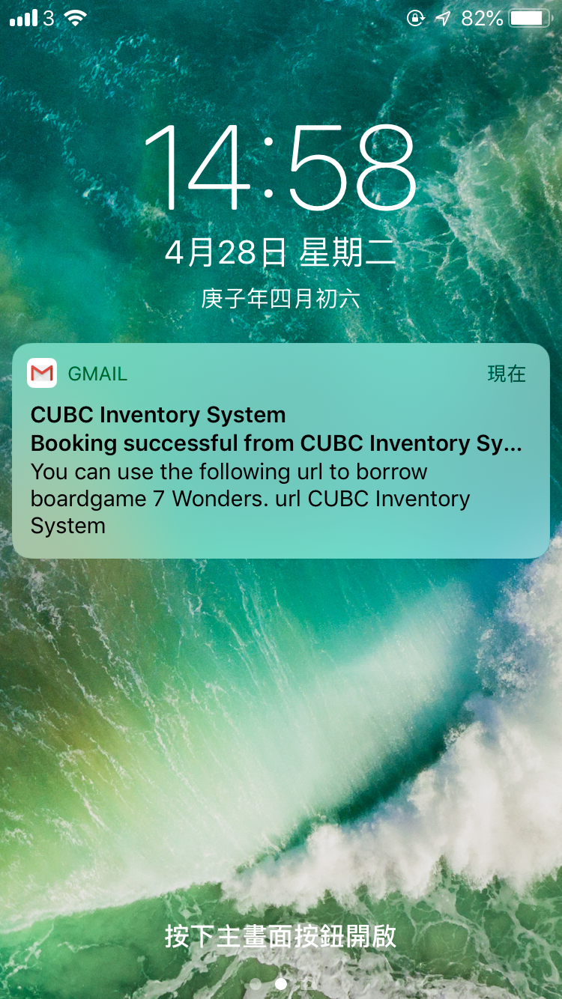 3 82%
14:58
4月28日 星期二
庚子年四月初六
GMAIL 現在
CUBC Inventory System
Booking successful from CUBC Inventory Sy...
You can use the following url to borrow
boardgame 7 Wonders. url CUBC Inventory
System
按下主畫面按鈕開啟